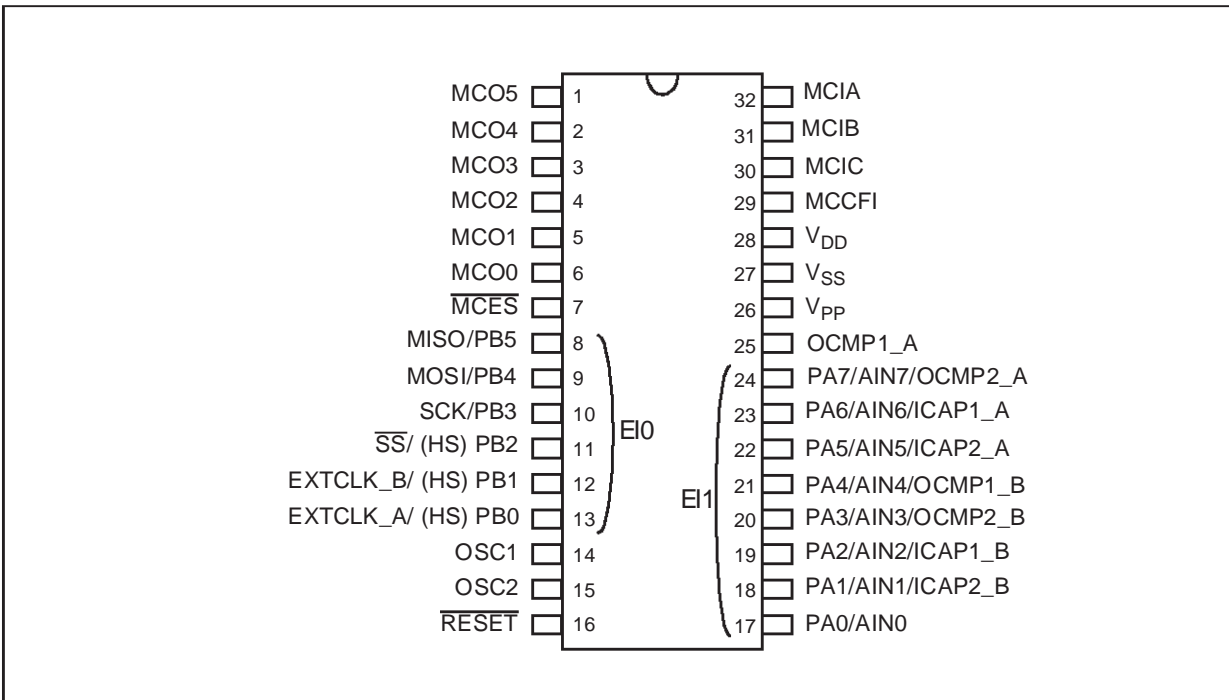 MCO5 1
MCO4 2
MCO3 3
MCO2 4
MCO1 5
MCO0 6
MCES 7
MISO/PB5 8
MOSI/PB4 9
SCK/PB3 10
SS/ (HS) PB2 11
EXTCLK_B/ (HS) PB1 12
EXTCLK_A/ (HS) PB0 13
OSC1 14
OSC2 15
RESET 16
EI0
EI1
32 MCIA
31 MCIB
30 MCIC
29 MCCFI
28 VDD
27 VSS
26 VPP
25 OCMP1_A
24 PA7/AIN7/OCMP2_A
23 PA6/AIN6/ICAP1_A
22 PA5/AIN5/ICAP2_A
21 PA4/AIN4/OCMP1_B
20 PA3/AIN3/OCMP2_B
19 PA2/AIN2/ICAP1_B
18 PA1/AIN1/ICAP2_B
17 PA0/AIN0